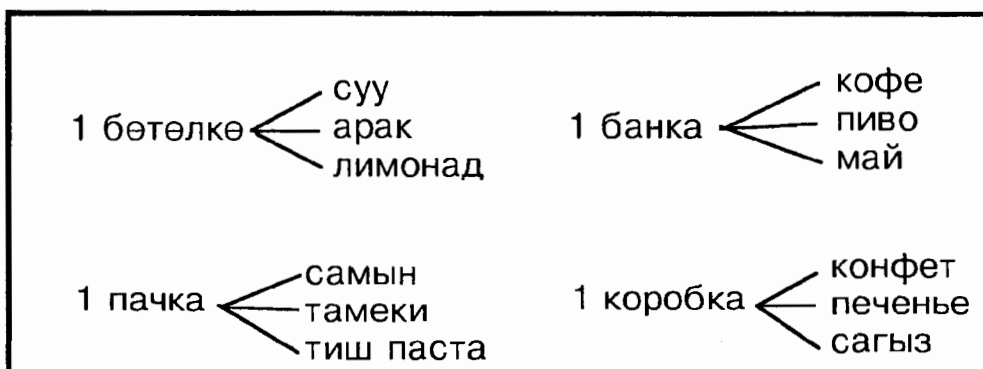 1 бөтөлкө
суу
арак
лимонад
1 банка
кофе
пиво
май
1 пачка
самын
тамеки
тиш паста
1 коробка
конфет
печенье
сагыз